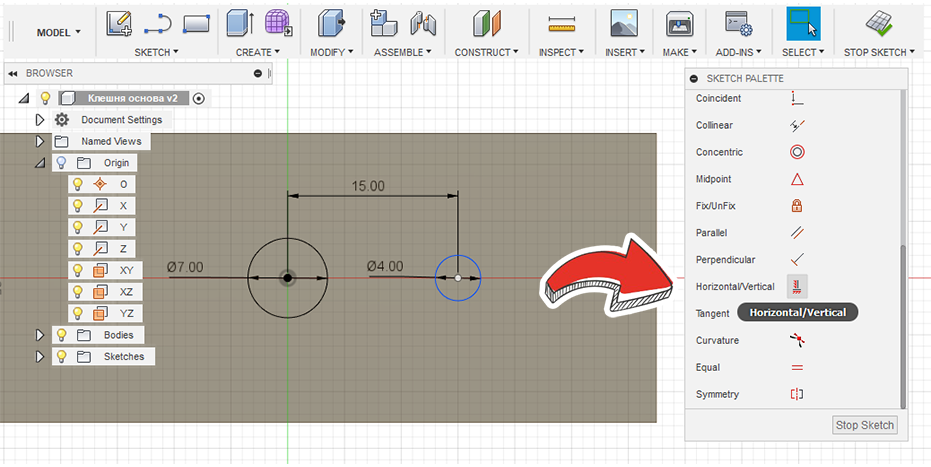 MODEL
SKETCH
CREATE
MODIFY
ASSEMBLE
CONSTRUCT
INSPECT
INSERT
MAKE
ADD-INS
SELECT
STOP SKETCH
BROWSER
Клешня основа v2
Document Settings
Named Views
Origin
O
X
Y
Z
XY
XZ
YZ
Bodies
Sketches
15.00
Ø7.00
Ø4.00
SKETCH PALETTE
Coincident
Collinear
Concentric
Midpoint
Fix/UnFix
Parallel
Perpendicular
Horizontal/Vertical
Tangent
Horizontal/Vertical
Curvature
Equal
Symmetry
Stop Sketch